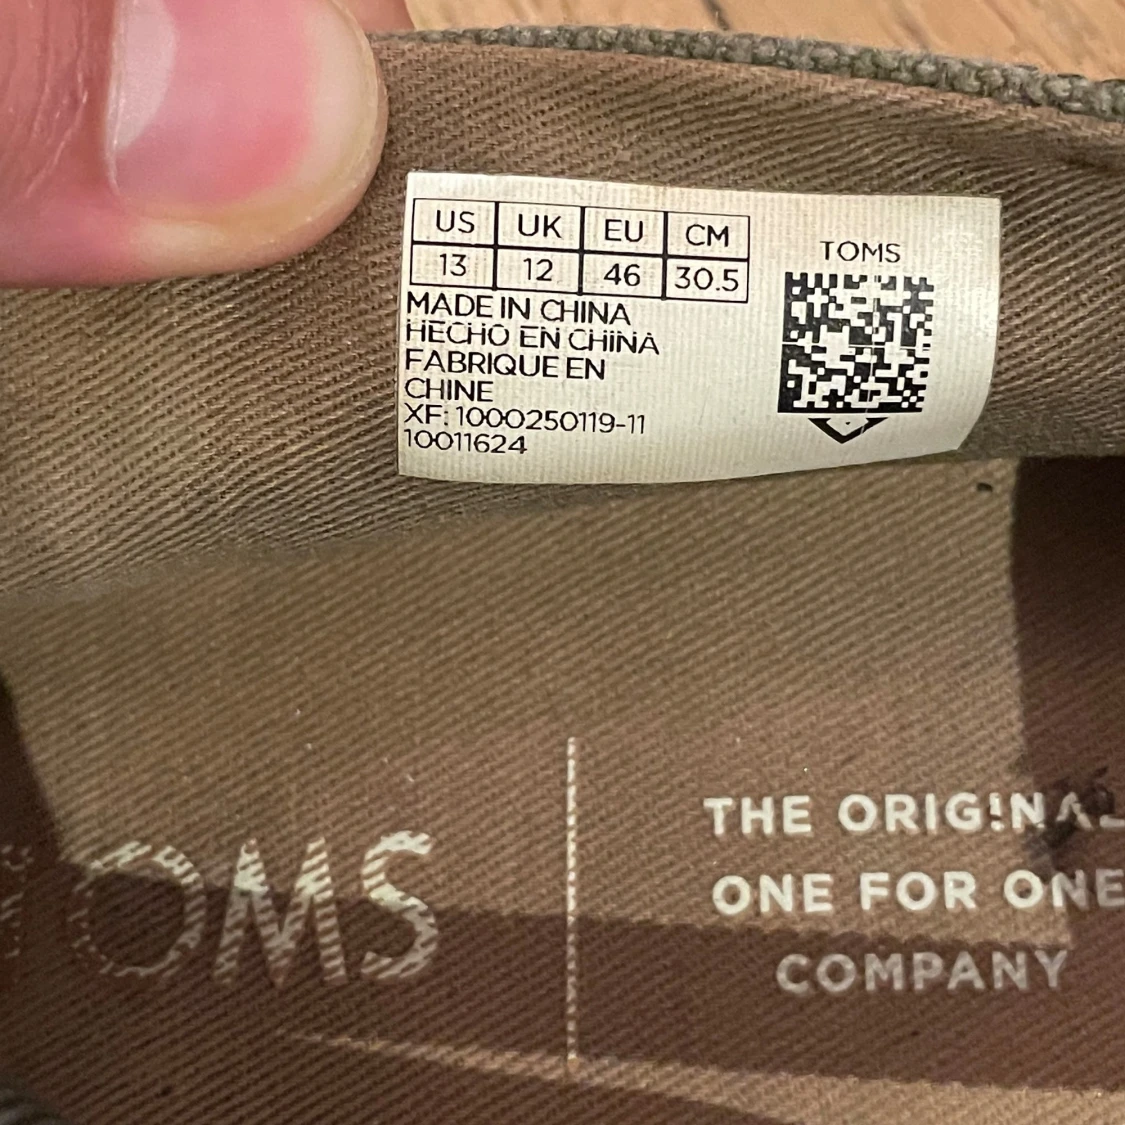 US UK EU CM
13 12 46 30.5
MADE IN CHINA
HECHO EN CHINA
FABRIQUE EN
CHINE
XF: 1000250119-11
10011624
TOMS
TOMS
THE ORIGINAL
ONE FOR ONE
COMPANY